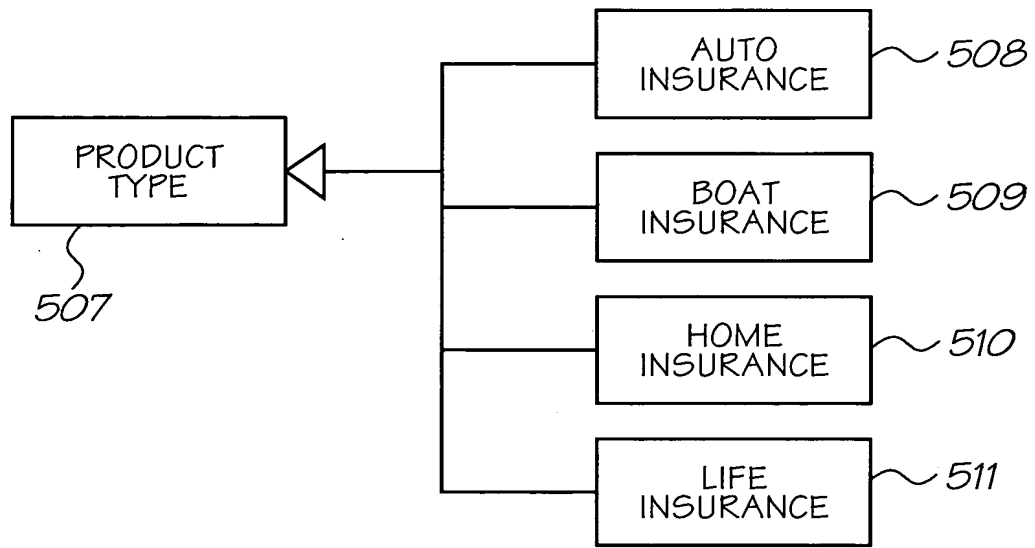 PRODUCT
TYPE
507
AUTO
INSURANCE
508
BOAT
INSURANCE
509
HOME
INSURANCE
510
LIFE
INSURANCE
511